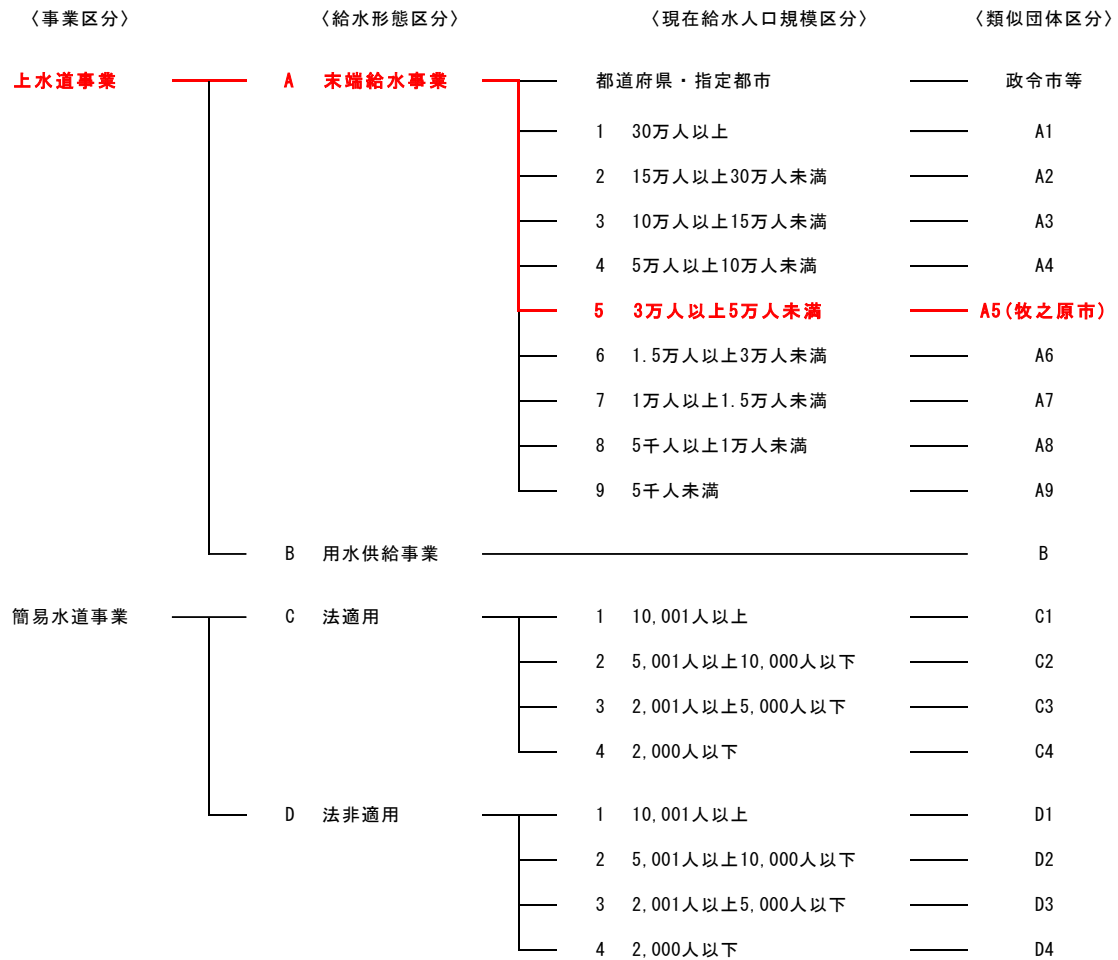 〈事業区分〉 〈給水形態区分〉 〈現在給水人口規模区分〉 〈類似団体区分〉
上水道事業 A 末端給水事業 都道府県・指定都市 政令市等
1 30万人以上 A1
2 15万人以上30万人未満 A2
3 10万人以上15万人未満 A3
4 5万人以上10万人未満 A4
5 3万人以上5万人未満 A5(牧之原市)
6 1.5万人以上3万人未満 A6
7 1万人以上1.5万人未満 A7
8 5千人以上1万人未満 A8
9 5千人未満 A9
B 用水供給事業 B
簡易水道事業 C 法適用 1 10,001人以上 C1
2 5,001人以上10,000人以下 C2
3 2,001人以上5,000人以下 C3
4 2,000人以下 C4
D 法非適用 1 10,001人以上 D1
2 5,001人以上10,000人以下 D2
3 2,001人以上5,000人以下 D3
4 2,000人以下 D4